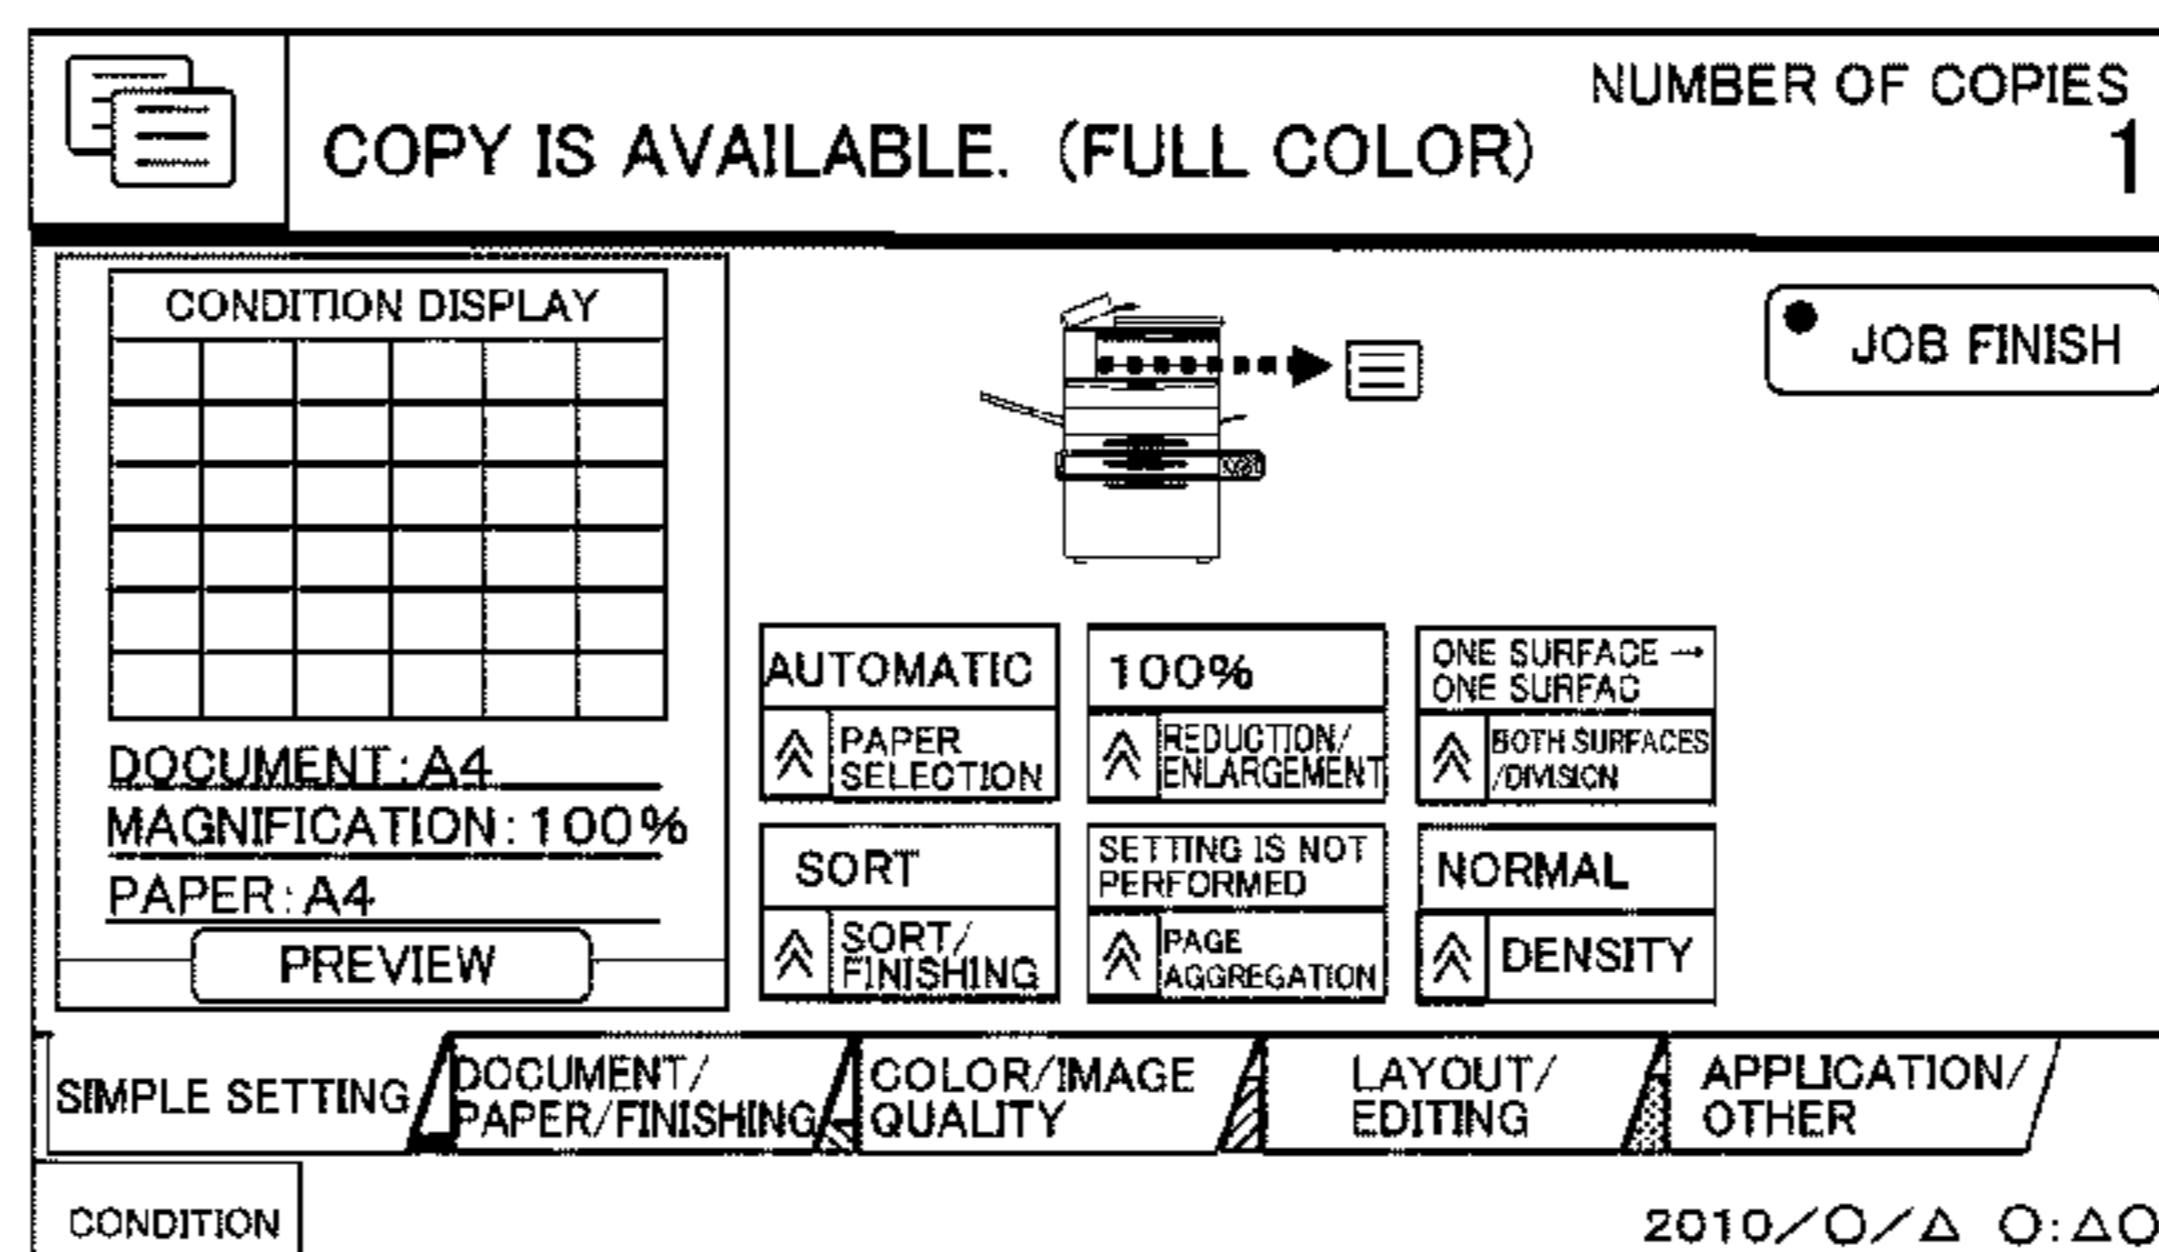 NUMBER OF COPIES
COPY IS AVAILABLE. (FULL COLOR)
1
CONDITION DISPLAY
JOB FINISH
DOCUMENT:A4
MAGNIFICATION:100%
PAPER:A4
PREVIEW
AUTOMATIC
PAPER
SELECTION
100%
REDUCTION/
ENLARGEMENT
ONE SURFACE→
ONE SURFAC
BOTH SURFACES
/DIVISION
SORT
SORT/
FINISHING
SETTING IS NOT
PERFORMED
PAGE
AGGREGATION
NORMAL
DENSITY
SIMPLE SETTING
DOCUMENT/
PAPER/FINISHING
COLOR/IMAGE
QUALITY
LAYOUT/
EDITING
APPLICATION/
OTHER
CONDITION
2010/○/△ ○:△○